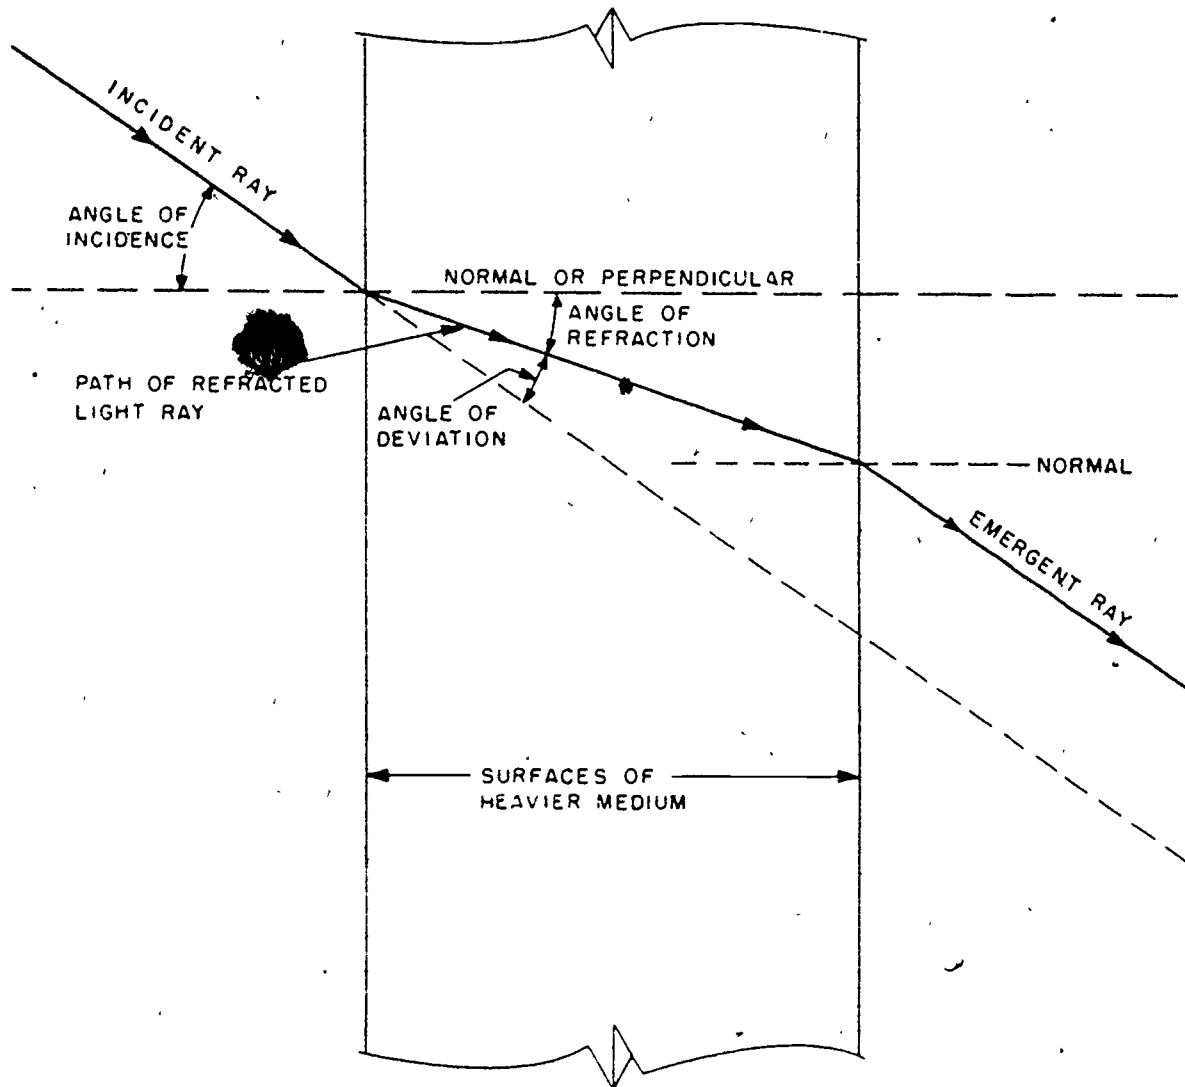 INCIDENT RAY
ANGLE OF
INCIDENCE
NORMAL OR PERPENDICULAR
ANGLE OF
REFRACTION
PATH OF REFRACTED
LIGHT RAY
ANGLE OF
DEVIATION
NORMAL
EMERGENT RAY
SURFACES OF
HEAVIER MEDIUM